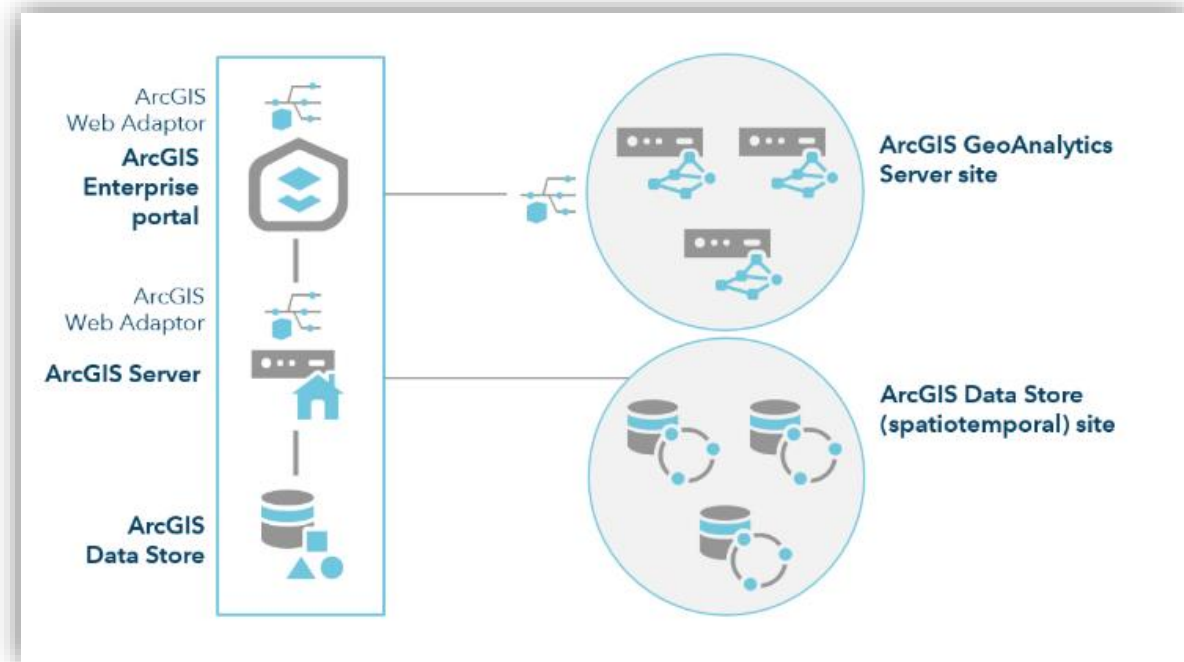 ArcGIS
Web Adaptor
ArcGIS
Enterprise
portal
ArcGIS
Web Adaptor
ArcGIS Server
ArcGIS
Data Store
ArcGIS GeoAnalytics
Server site
ArcGIS Data Store
(spatiotemporal) site